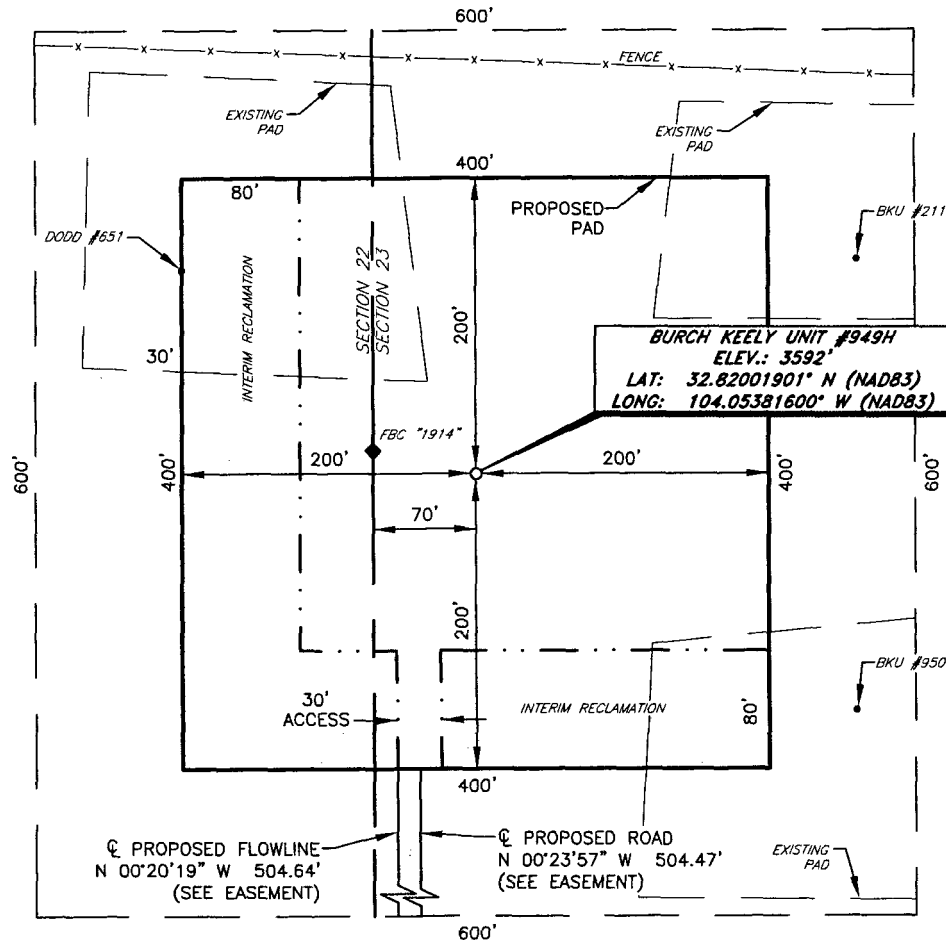 600'
FENCE
EXISTING
PAD
EXISTING
PAD
400'
80'
PROPOSED
PAD
BKU #211
DODD #651
INTERIM RECLAMATION
SECTION 22
SECTION 23
200'
30'
BURCH KEELY UNIT #949H
ELEV.: 3592'
LAT: 32.82001901° N (NAD83)
LONG: 104.05381600° W (NAD83)
FBC "1914"
600'
400'
200'
200'
400'
600'
70'
200'
30'
ACCESS
INTERIM RECLAMATION
80'
BKU #950
400'
℄ PROPOSED FLOWLINE
N 00°20'19" W 504.64'
(SEE EASEMENT)
℄ PROPOSED ROAD
N 00°23'57" W 504.47'
(SEE EASEMENT)
EXISTING
PAD
600'